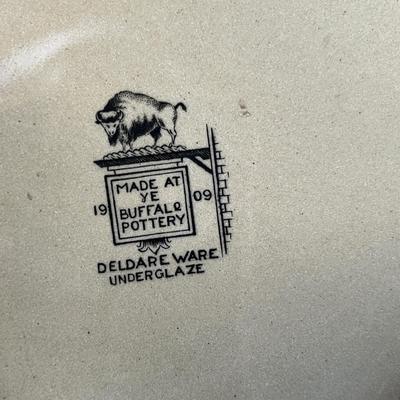 MADE AT
YE
19 BUFFALO 09
POTTERY
DELDARE WARE
UNDERGLAZE